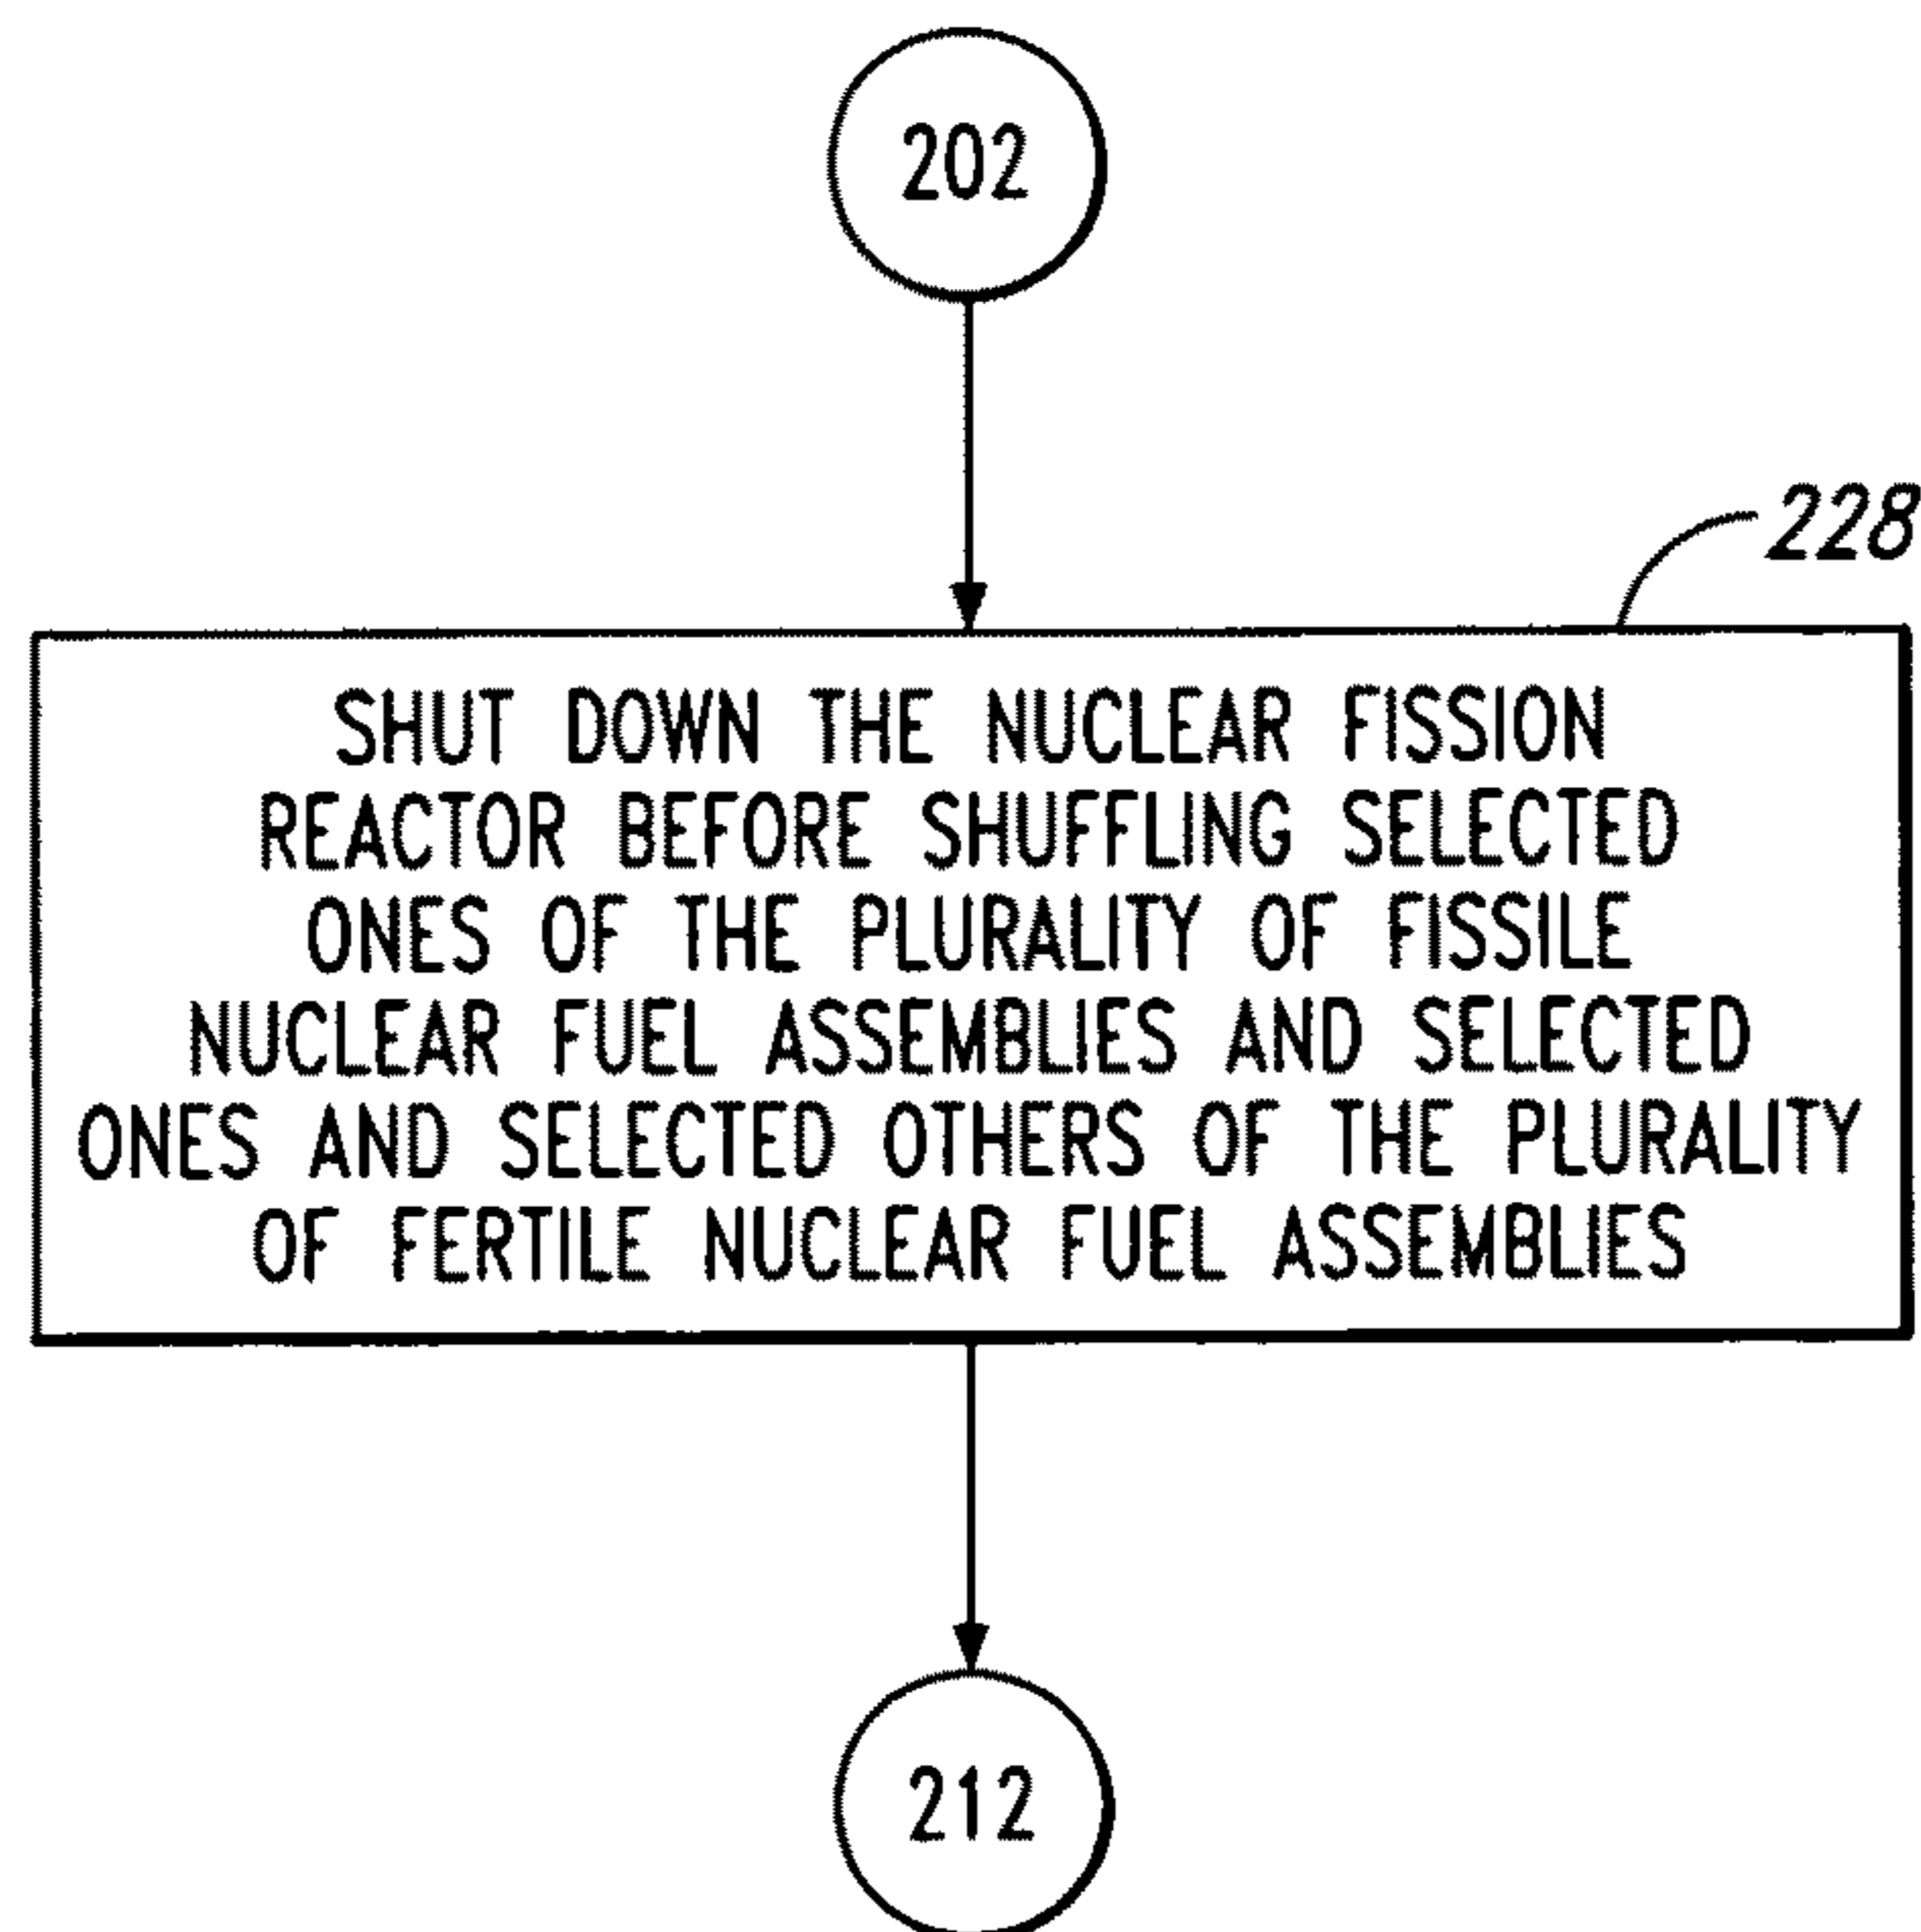 202
228
SHUT DOWN THE NUCLEAR FISSION
REACTOR BEFORE SHUFFLING SELECTED
ONES OF THE PLURALITY OF FISSILE
NUCLEAR FUEL ASSEMBLIES AND SELECTED
ONES AND SELECTED OTHERS OF THE PLURALITY
OF FERTILE NUCLEAR FUEL ASSEMBLIES
212